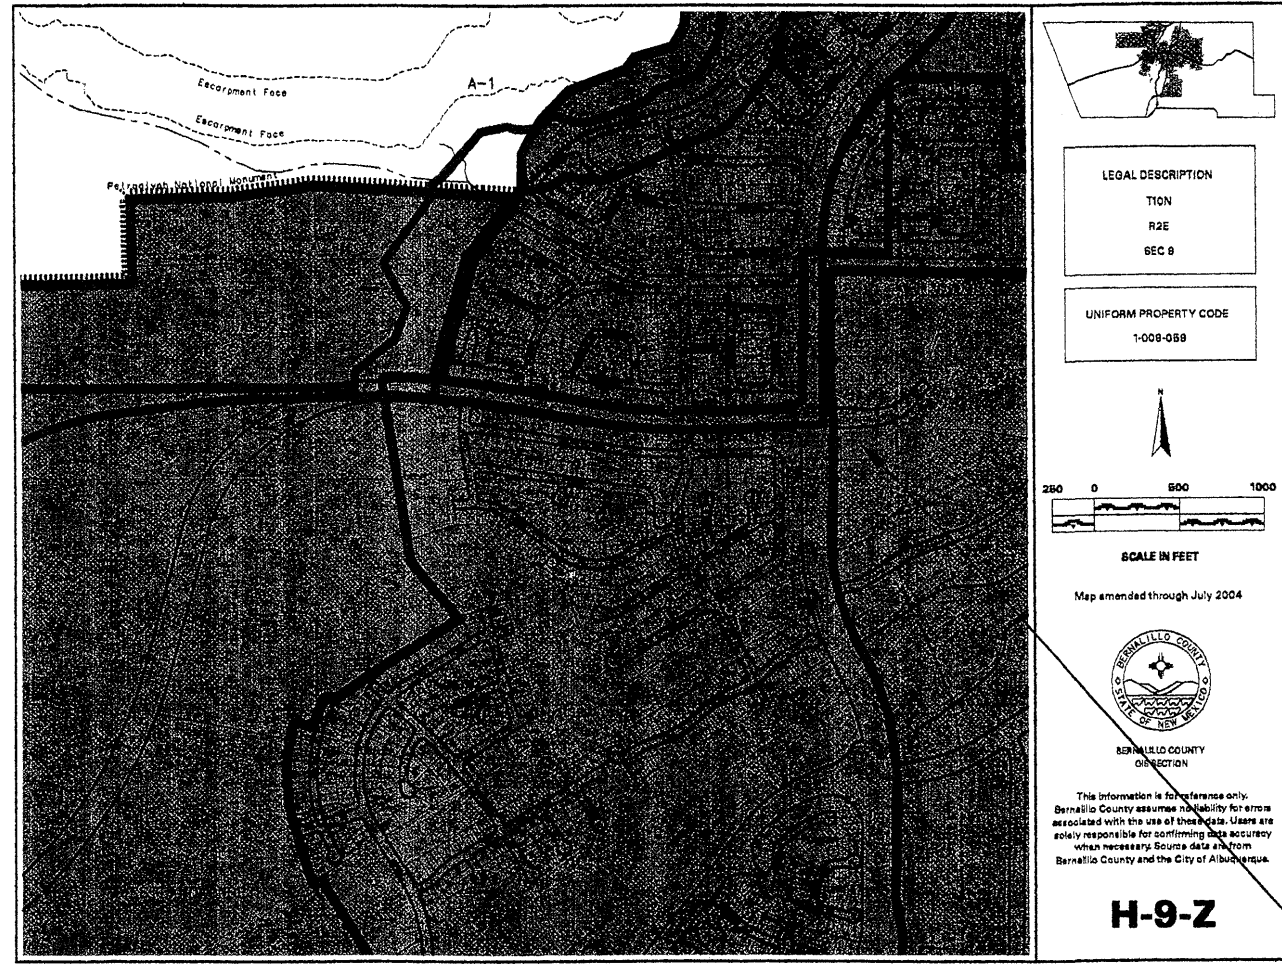 Escarpment Face
A-1
Escarpment Face
Petroglyph National Monument
LEGAL DESCRIPTION
T10N
R2E
SEC 9
UNIFORM PROPERTY CODE
1-009-059
N
250 0 500 1000
SCALE IN FEET
Map amended through July 2004
BERNALILLO COUNTY
STATE OF NEW MEXICO
BERNALILLO COUNTY
GIS SECTION
This information is for reference only.
Bernalillo County assumes no liability for errors
associated with the use of these data. Users are
solely responsible for confirming data accuracy
when necessary. Source data are from
Bernalillo County and the City of Albuquerque.
H-9-Z